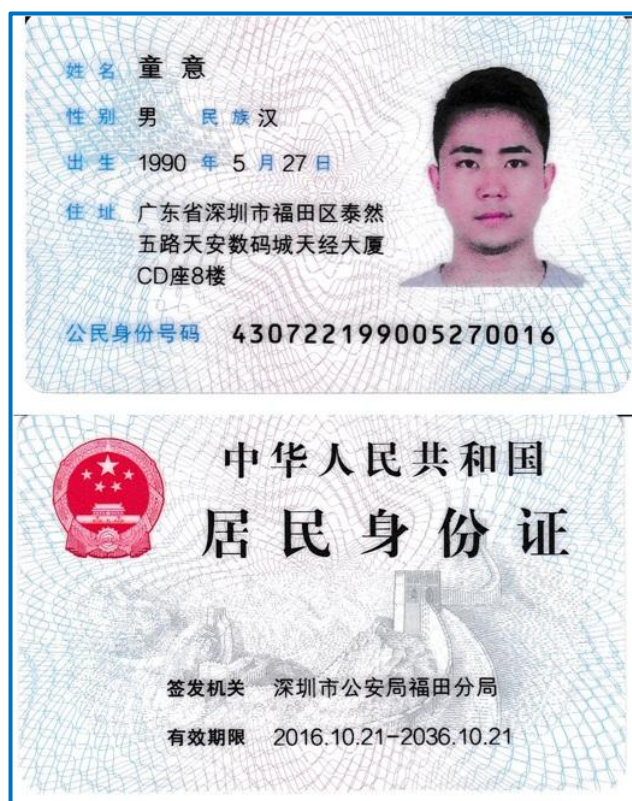 姓名 童意
性别 男 民族 汉
出生 1990 年 5 月 27 日
住址 广东省深圳市福田区泰然
五路天安数码城天经大厦
CD座8楼
公民身份号码 430722199005270016
中华人民共和国
居民身份证
签发机关 深圳市公安局福田分局
有效期限 2016.10.21-2036.10.21